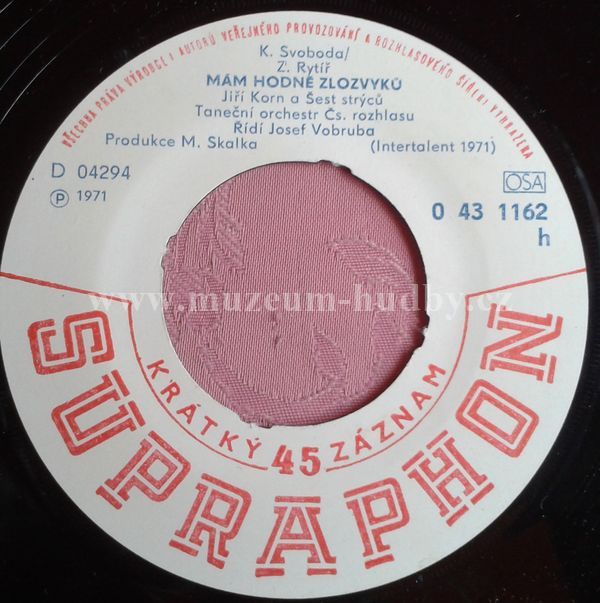 VŠECHNA PRÁVA VÝROBCE I AUTORŮ VEŘEJNÉHO PROVOZOVÁNÍ A ROZHLASOVÉHO ŠÍŘENÍ VYHRAŽENA
K. Svoboda/
Z. Rytíř
MÁM HODNĚ ZLOZVYKŮ
Jiří Korn a Šest strýců
Taneční orchestr Čs. rozhlasu
Řídí Josef Vobruba
Produkce M. Skalka (Intertalent 1971)
D 04294
℗ 1971
OSA
0 43 1162
h
www.muzeum-hudby.cz
KRÁTKÝ 45 ZÁZNAM
SUPRAPHON